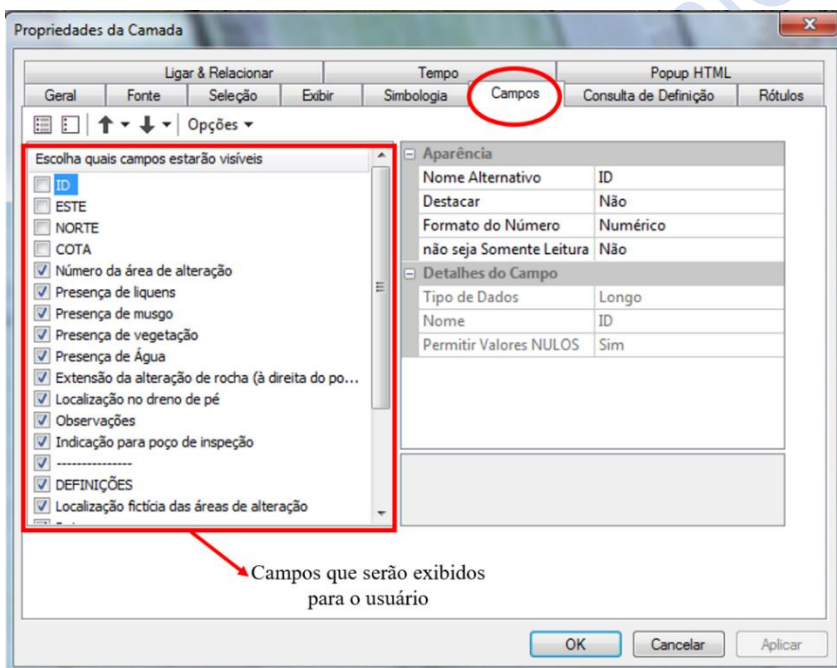 Propriedades da Camada
Ligar & Relacionar Tempo Popup HTML
Geral Fonte Seleção Exibir Simbologia Campos Consulta de Definição Rótulos
Opções
Escolha quais campos estarão visíveis
ID
ESTE
NORTE
COTA
Número da área de alteração
Presença de liquens
Presença de musgo
Presença de vegetação
Presença de Água
Extensão da alteração de rocha (à direita do po...
Localização no dreno de pé
Observações
Indicação para poço de inspeção
---------------
DEFINIÇÕES
Localização fictícia das áreas de alteração
Aparência
Nome Alternativo ID
Destacar Não
Formato do Número Numérico
não seja Somente Leitura Não
Detalhes do Campo
Tipo de Dados Longo
Nome ID
Permitir Valores NULOS Sim
Campos que serão exibidos
para o usuário
OK Cancelar Aplicar